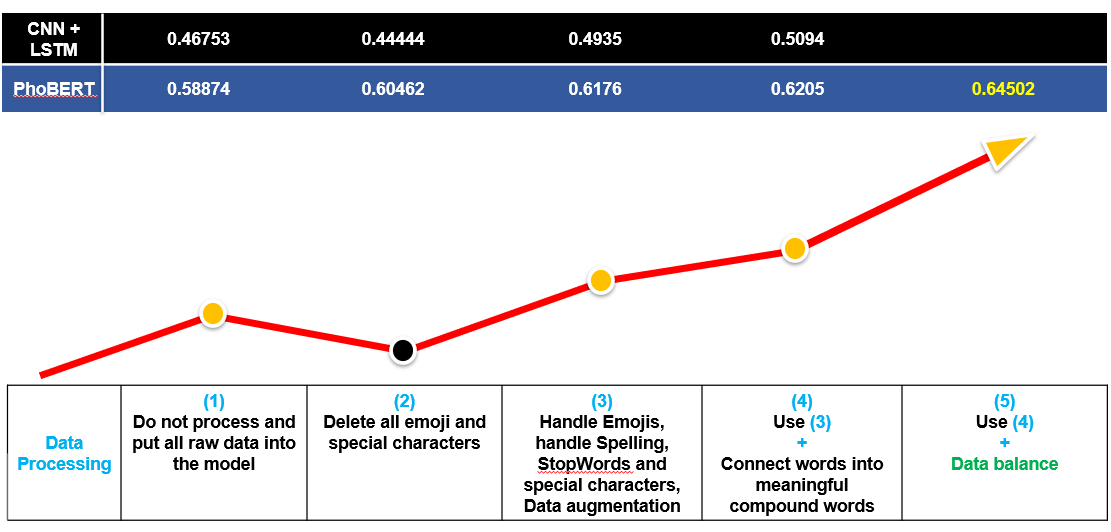 CNN +
LSTM
0.46753
0.44444
0.4935
0.5094
PhoBERT
0.58874
0.60462
0.6176
0.6205
0.64502
Data
Processing
(1)
Do not process and
put all raw data into
the model
(2)
Delete all emoji and
special characters
(3)
Handle Emojis,
handle Spelling,
StopWords and
special characters,
Data augmentation
(4)
Use (3)
+
Connect words into
meaningful
compound words
(5)
Use (4)
+
Data balance